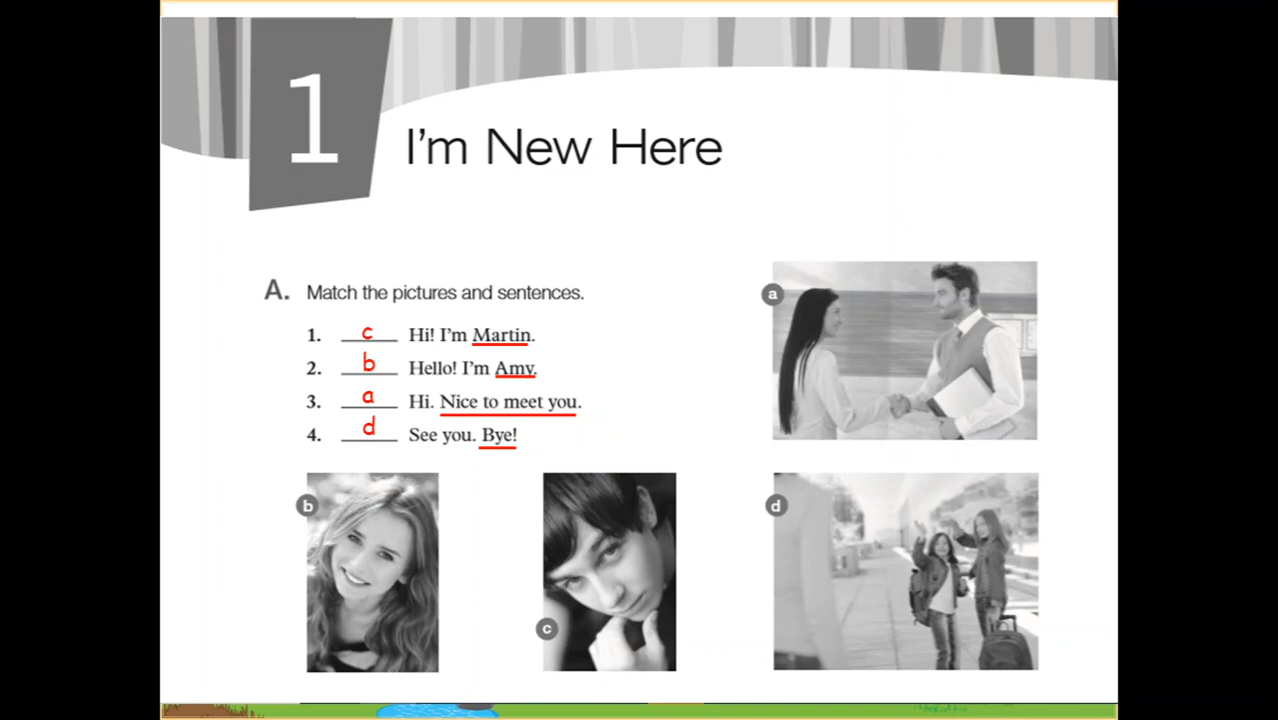 1
I'm New Here
A. Match the pictures and sentences.
1. c Hi! I'm Martin.
2. b Hello! I'm Amy.
3. a Hi. Nice to meet you.
4. d See you. Bye!
a
b
c
d